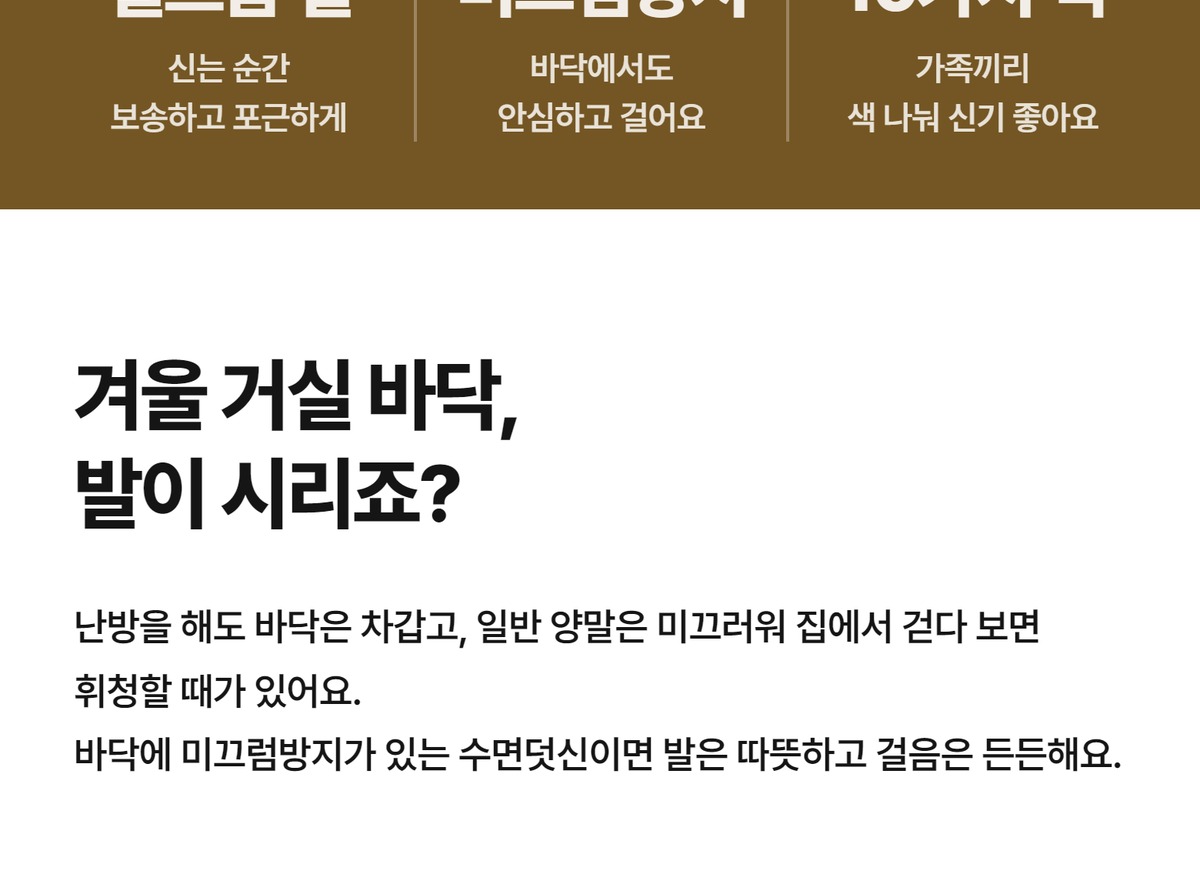 미끄럼방지
신는 순간
보송하고 포근하게
바닥에서도
안심하고 걸어요
가족끼리
색 나눠 신기 좋아요
겨울 거실 바닥,
발이 시리죠?
난방을 해도 바닥은 차갑고, 일반 양말은 미끄러워 집에서 걷다 보면
휘청할 때가 있어요.
바닥에 미끄럼방지가 있는 수면덧신이면 발은 따뜻하고 걸음은 든든해요.